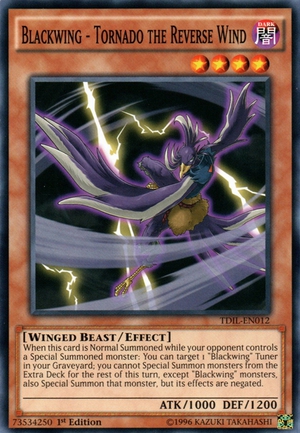 BLACKWING - TORNADO THE REVERSE WIND
DARK
闇
TDIL-EN012
[WINGED BEAST/EFFECT]
When this card is Normal Summoned while your opponent controls
a Special Summoned monster: You can target 1 "Blackwing" Tuner
in your Graveyard; you cannot Special Summon monsters from the
Extra Deck for the rest of this turn, except "Blackwing" monsters,
also Special Summon that monster, but its effects are negated.
ATK/1000 DEF/1200
73534250 1st Edition ©1996 KAZUKI TAKAHASHI